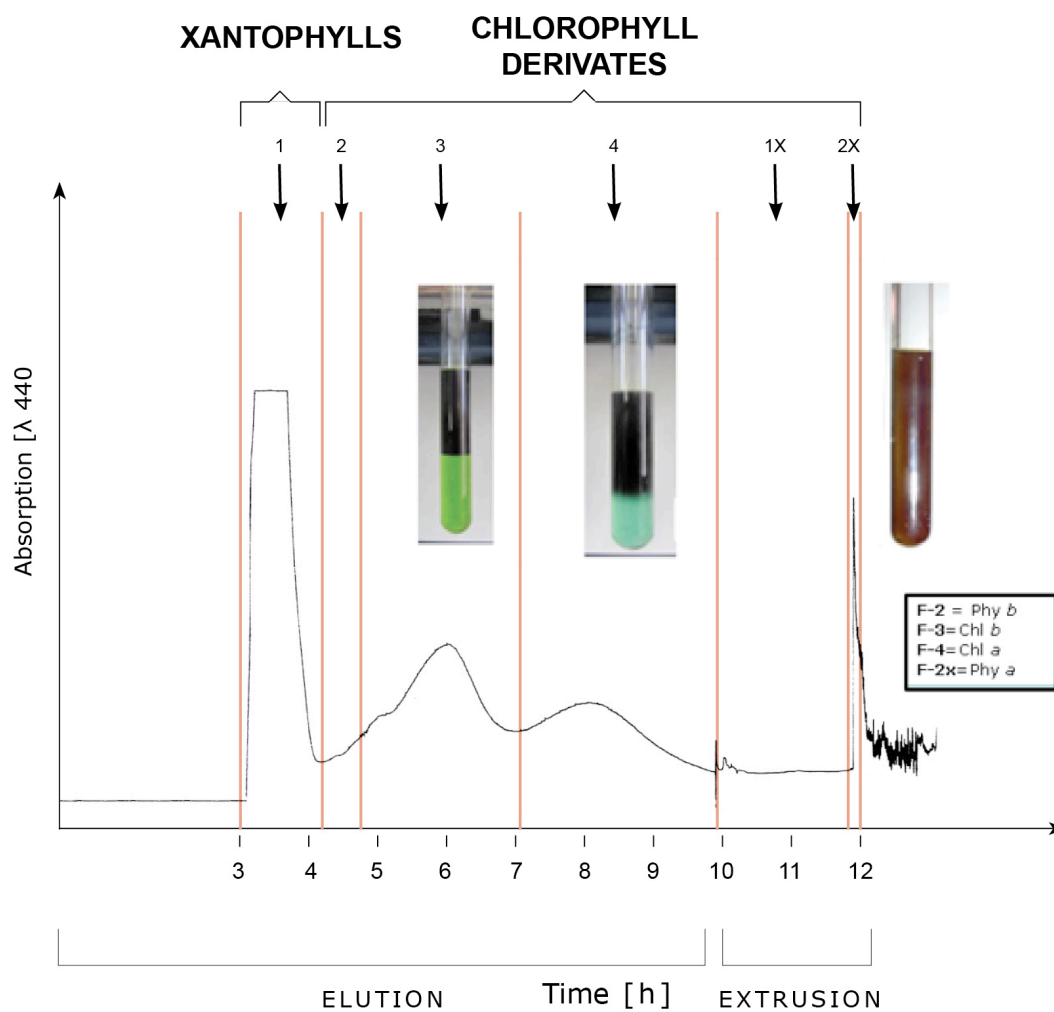 XANTOPHYLLS
CHLOROPHYLL
DERIVATES
1 2 3 4 1X 2X
Absorption [λ 440
F-2 = Phy b
F-3=Chl b
F-4=Chl a
F-2x=Phy a
3 4 5 6 7 8 9 10 11 12
Time [h]
ELUTION EXTRUSION